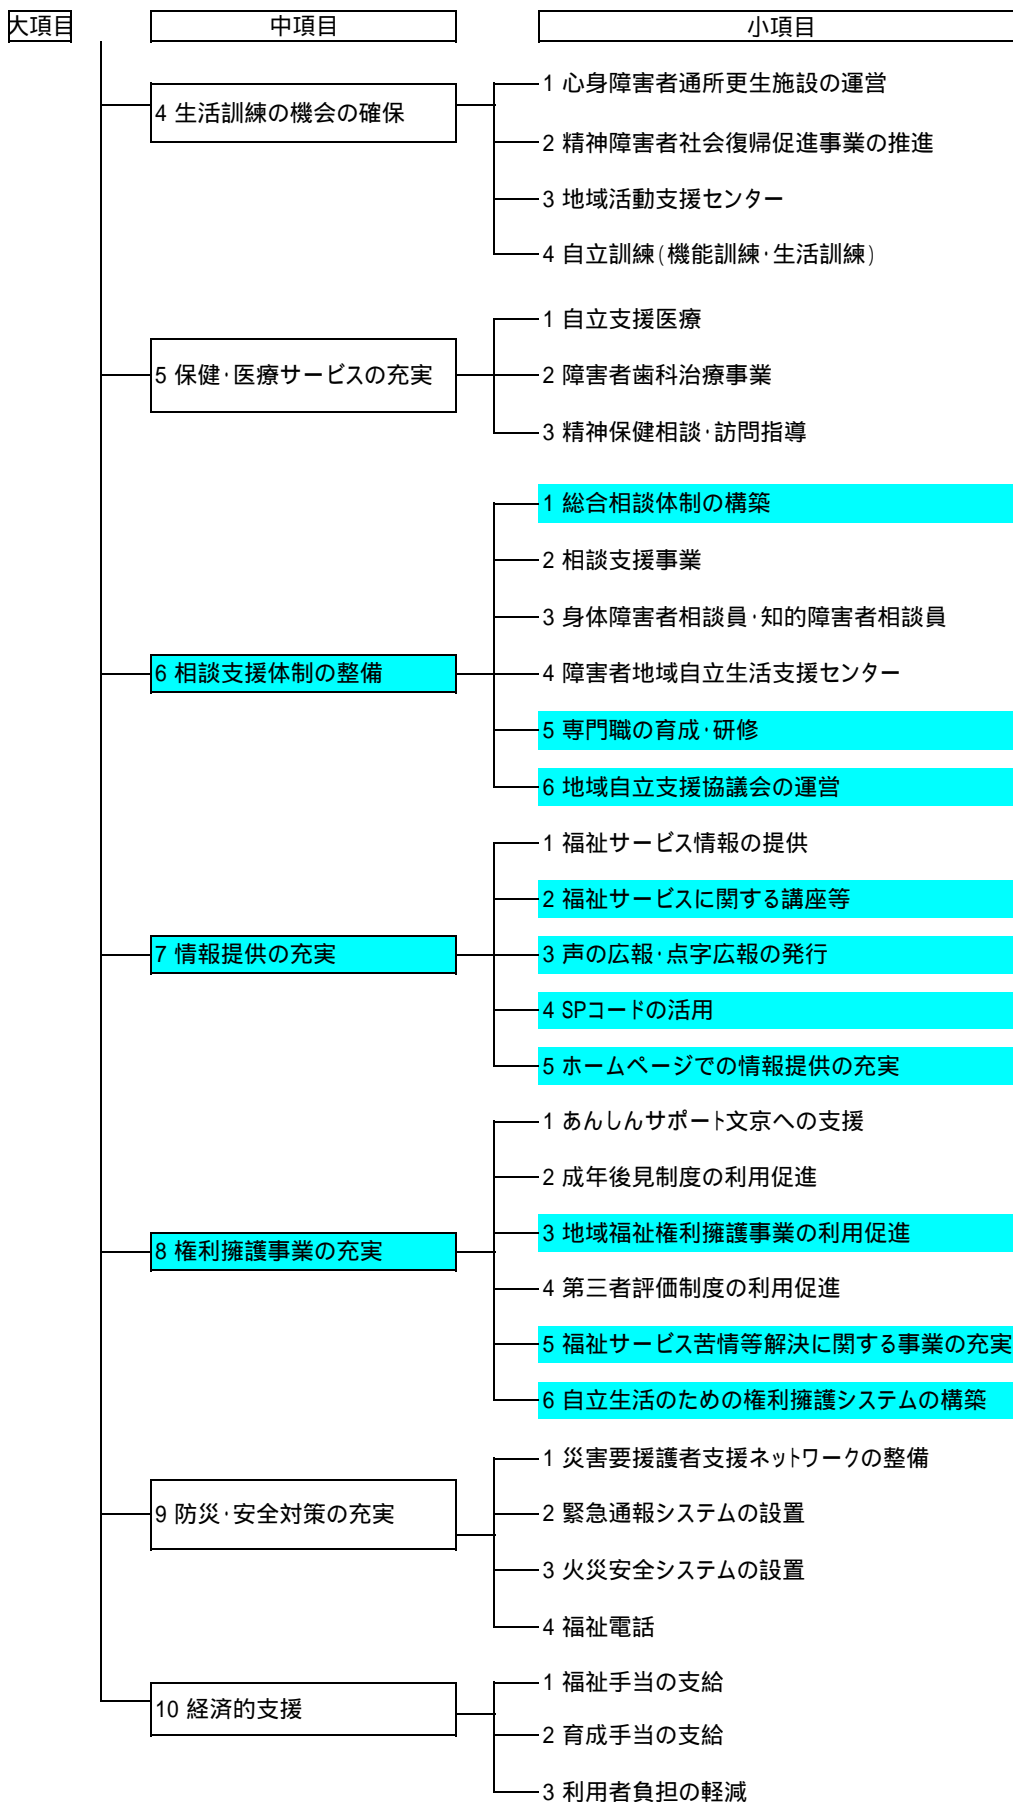 大項目
中項目
小項目
4 生活訓練の機会の確保
1 心身障害者通所更生施設の運営
2 精神障害者社会復帰促進事業の推進
3 地域活動支援センター
4 自立訓練(機能訓練・生活訓練)
5 保健・医療サービスの充実
1 自立支援医療
2 障害者歯科治療事業
3 精神保健相談・訪問指導
6 相談支援体制の整備
1 総合相談体制の構築
2 相談支援事業
3 身体障害者相談員・知的障害者相談員
4 障害者地域自立生活支援センター
5 専門職の育成・研修
6 地域自立支援協議会の運営
7 情報提供の充実
1 福祉サービス情報の提供
2 福祉サービスに関する講座等
3 声の広報・点字広報の発行
4 SPコードの活用
5 ホームページでの情報提供の充実
8 権利擁護事業の充実
1 あんしんサポート文京への支援
2 成年後見制度の利用促進
3 地域福祉権利擁護事業の利用促進
4 第三者評価制度の利用促進
5 福祉サービス苦情等解決に関する事業の充実
6 自立生活のための権利擁護システムの構築
9 防災・安全対策の充実
1 災害要援護者支援ネットワークの整備
2 緊急通報システムの設置
3 火災安全システムの設置
4 福祉電話
10 経済的支援
1 福祉手当の支給
2 育成手当の支給
3 利用者負担の軽減